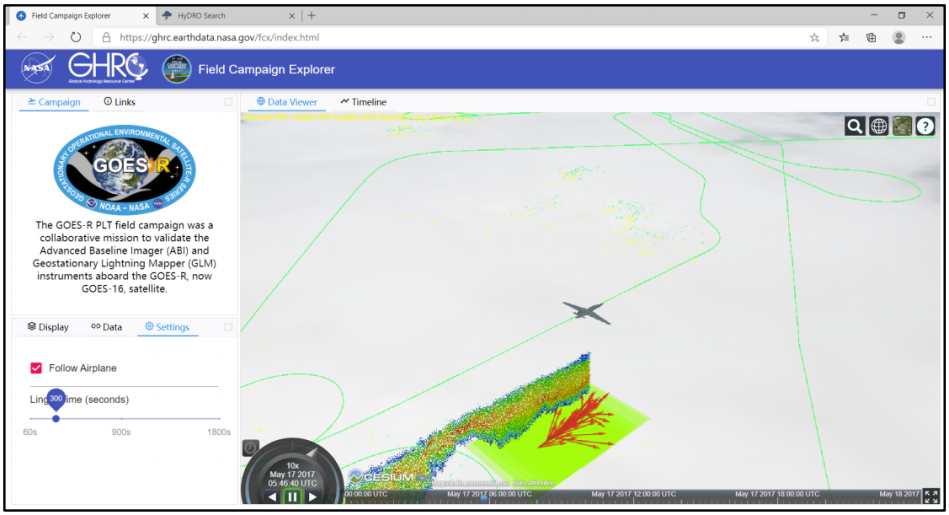 Field Campaign Explorer
HyDRO Search
https://ghrc.earthdata.nasa.gov/fcx/index.html
NASA
GHRC
Global Hydrology Resource Center
Field Campaign Explorer
Campaign
Links
Data Viewer
Timeline
GEOSTATIONARY OPERATIONAL ENVIRONMENTAL SATELLITE-R SERIES
GOES R
NOAA ~ NASA
The GOES-R PLT field campaign was a
collaborative mission to validate the
Advanced Baseline Imager (ABI) and
Geostationary Lightning Mapper (GLM)
instruments aboard the GOES-R, now
GOES-16, satellite.
Display
Data
Settings
Follow Airplane
300
(seconds)
60s
900s
1800s
10x
May 17 2017
05:46:40 UTC
CESIUM
00:00:00 UTC
May 17 2017 06:00:00 UTC
May 17 2017 12:00:00 UTC
May 17 2017 18:00:00 UTC
May 18 2017